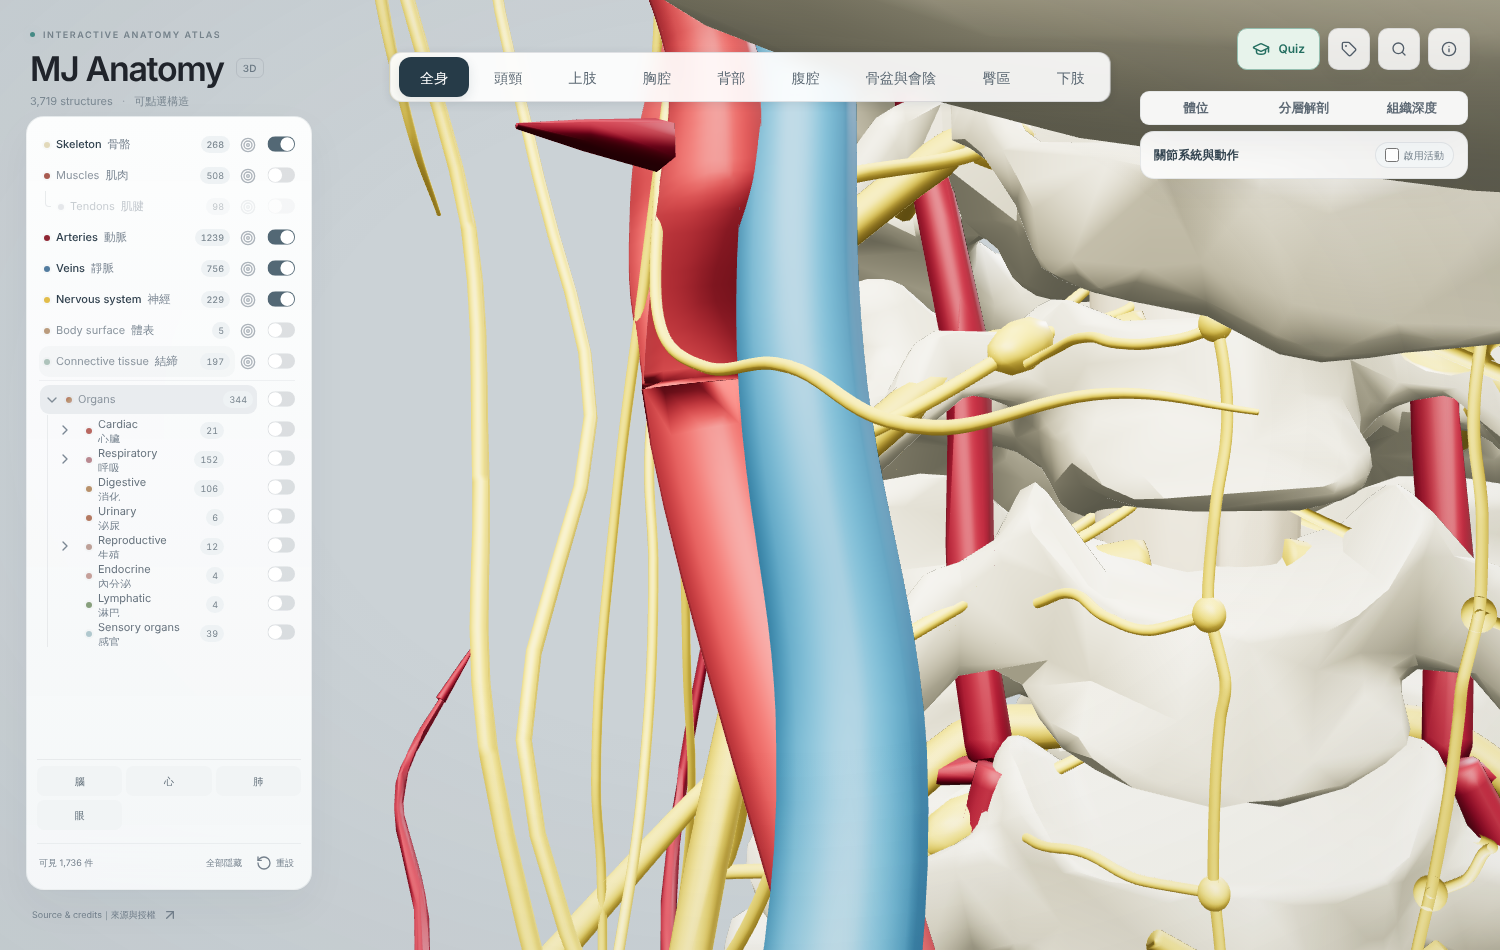 INTERACTIVE ANATOMY ATLAS
MJ Anatomy 3D
3,719 structures · 可點選構造
全身 頭頸 上肢 胸腔 背部 腹腔 骨盆與會陰 臀區 下肢
Quiz
體位 分層解剖 組織深度
關節系統與動作 啟用活動
Skeleton 骨骼 268
Muscles 肌肉 508
Tendons 肌腱 98
Arteries 動脈 1239
Veins 靜脈 756
Nervous system 神經 229
Body surface 體表 5
Connective tissue 結締 197
Organs 344
Cardiac 21
心臟
Respiratory 152
呼吸
Digestive 106
消化
Urinary 6
泌尿
Reproductive 12
生殖
Endocrine 4
內分泌
Lymphatic 4
淋巴
Sensory organs 39
感官
腦 心 肺
眼
可見 1,736 件 全部隱藏 重設
Source & credits | 來源與授權